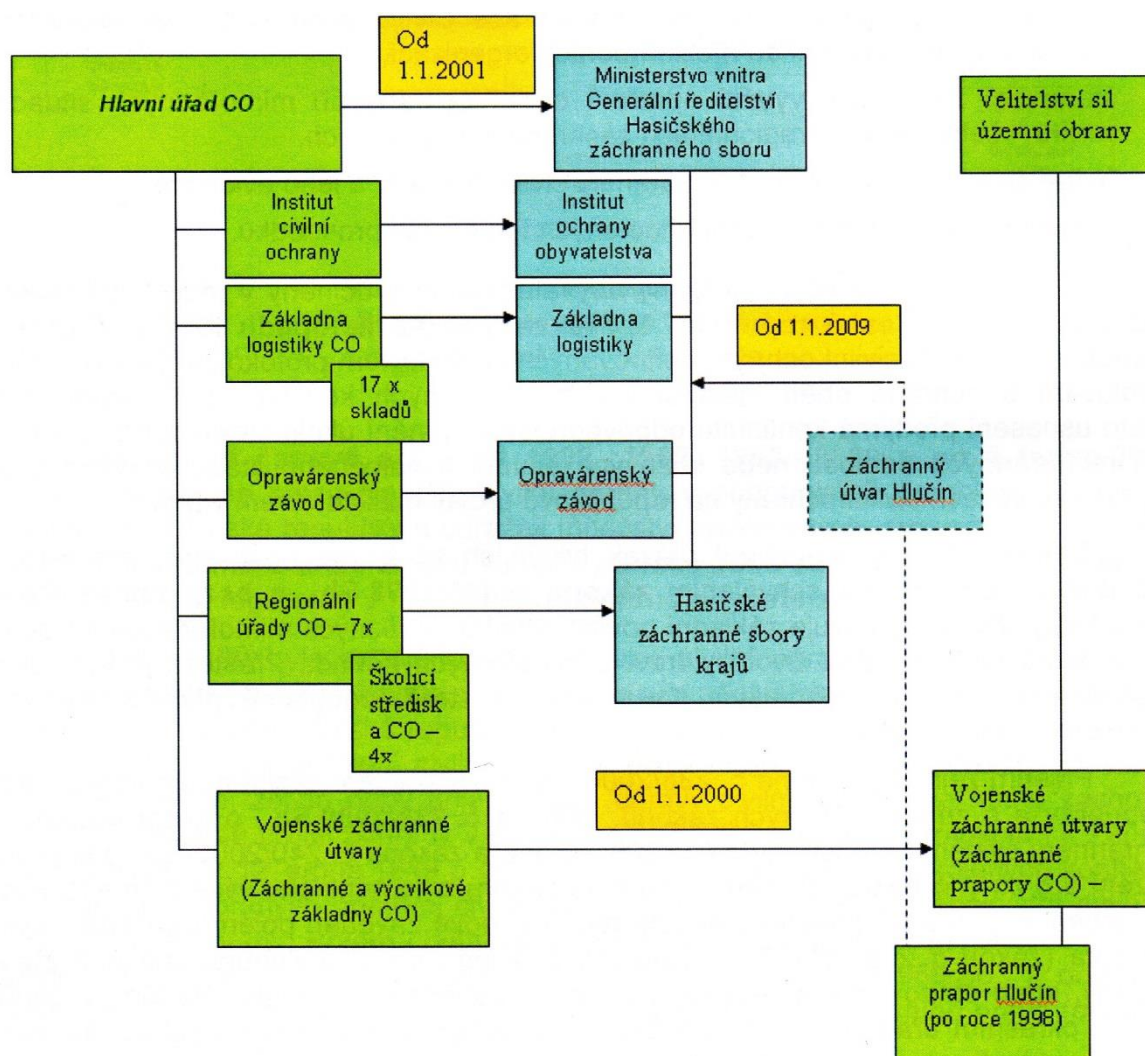 Od
1.1.2001
Hlavní úřad CO
Ministerstvo vnitra
Generální ředitelství
Hasičského
záchranného sboru
Velitelství sil
územní obrany
Institut
civilní
ochrany
Institut
ochrany
obyvatelstva
Základna
logistiky CO
Základna
logistiky
Od 1.1.2009
17 x
skladů
Opravárenský
závod CO
Opravárenský
závod
Záchranný
útvar Hlučín
Regionální
úřady CO – 7x
Hasičské
záchranné sbory
krajů
Školicí
středisk
a CO –
4x
Od 1.1.2000
Vojenské záchranné
útvary
(Záchranné a výcvikové
základny CO)
Vojenské
záchranné útvary
(záchranné
prapory CO) –
Záchranný
prapor Hlučín
(po roce 1998)